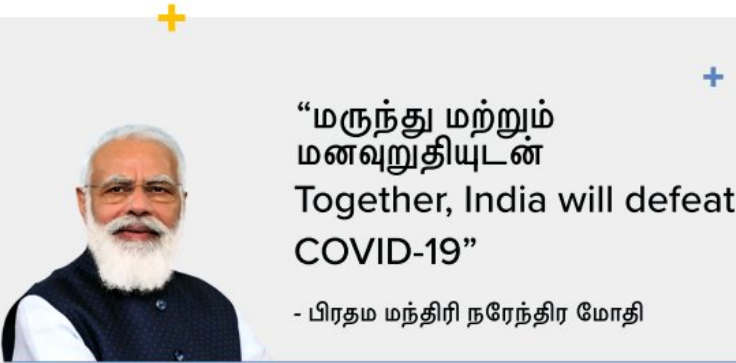 “மருந்து மற்றும்
மனவுறுதியுடன்
Together, India will defeat
COVID-19”
- பிரதம மந்திரி நரேந்திர மோதி